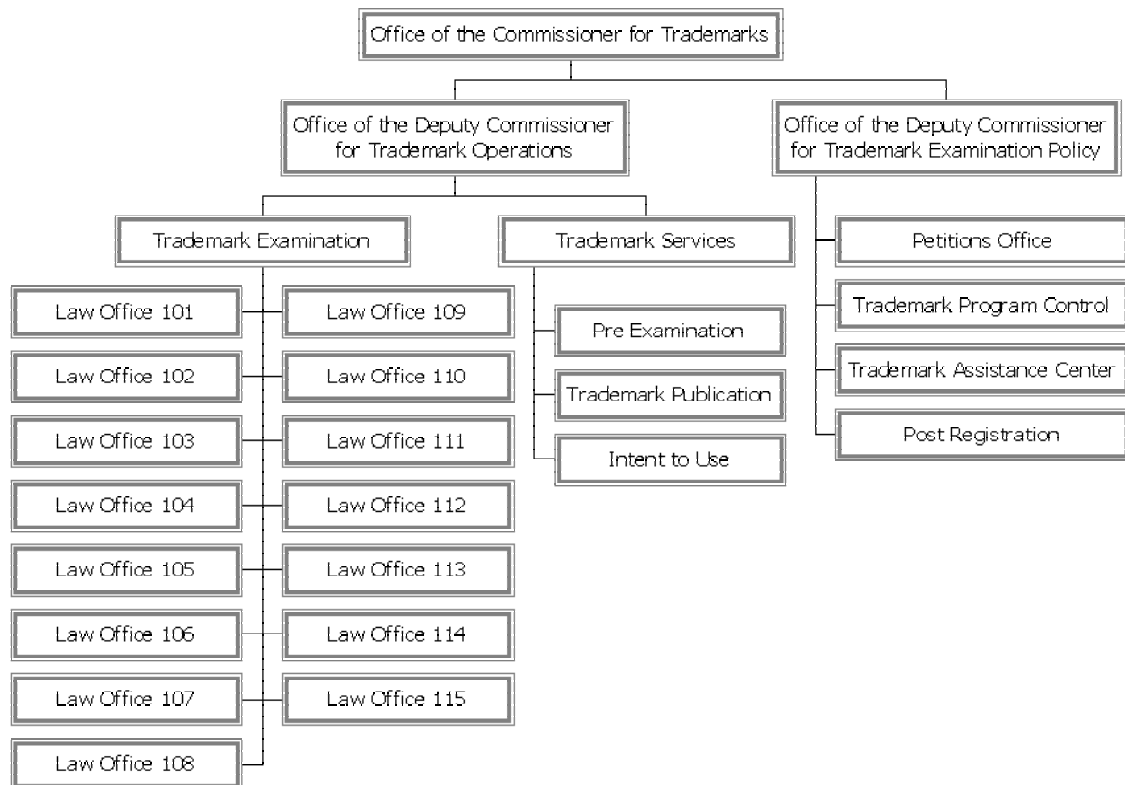 Office of the Commissioner for Trademarks
Office of the Deputy Commissioner
for Trademark Operations
Office of the Deputy Commissioner
for Trademark Examination Policy
Trademark Examination
Trademark Services
Petitions Office
Trademark Program Control
Trademark Assistance Center
Post Registration
Pre Examination
Trademark Publication
Intent to Use
Law Office 101
Law Office 102
Law Office 103
Law Office 104
Law Office 105
Law Office 106
Law Office 107
Law Office 108
Law Office 109
Law Office 110
Law Office 111
Law Office 112
Law Office 113
Law Office 114
Law Office 115